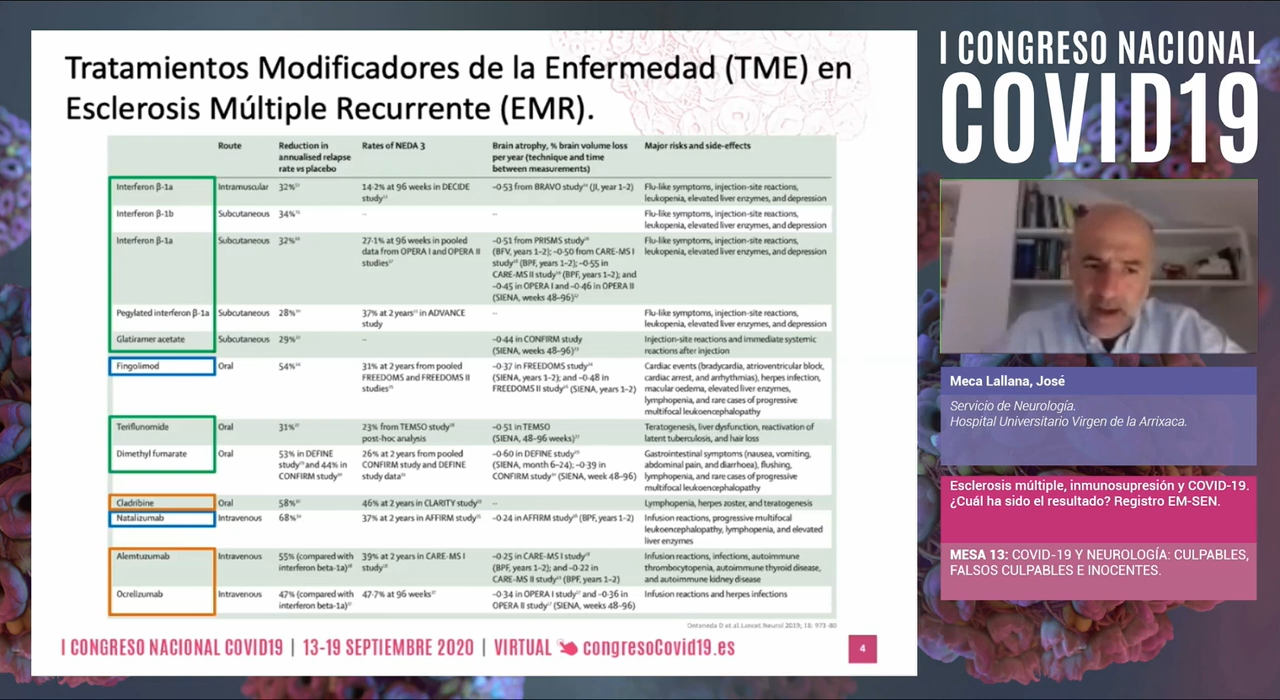 Tratamientos Modificadores de la Enfermedad (TME) en
Esclerosis Múltiple Recurrente (EMR).
Route
Reduction in
annualised relapse
rate vs placebo
Rates of NEDA 3
Brain atrophy, % brain volume loss
per year (technique and time
between measurements)
Major risks and side-effects
Interferon β-1a
Intramuscular
32%
14·2% at 96 weeks in DECIDE
study
–0·53 from BRAVO study (JI, year 1–2)
Flu-like symptoms, injection-site reactions,
leukopenia, elevated liver enzymes, and depression
Interferon β-1b
Subcutaneous
34%
--
--
Flu-like symptoms, injection-site reactions,
leukopenia, elevated liver enzymes, and depression
Interferon β-1a
Subcutaneous
32%
27·1% at 96 weeks in pooled
data from OPERA I and OPERA II
studies
–0·51 from PRISMS study
(BFV, years 1–2); –0·50 from CARE-MS I
study (BPF, years 1–2); –0·55 in
CARE-MS II study (BPF, years 1–2); and
–0·45 in OPERA I and –0·46 in OPERA II
(SIENA, weeks 48–96)
Flu-like symptoms, injection-site reactions,
leukopenia, elevated liver enzymes, and depression
Pegylated interferon β-1a
Subcutaneous
28%
37% at 2 years in ADVANCE
study
--
Flu-like symptoms, injection-site reactions,
leukopenia, elevated liver enzymes, and depression
Glatiramer acetate
Subcutaneous
29%
--
–0·44 in CONFIRM study
(SIENA, weeks 48–96)
Injection-site reactions and immediate systemic
reactions after injection
Fingolimod
Oral
54%
31% at 2 years from pooled
FREEDOMS and FREEDOMS II
studies
–0·37 in FREEDOMS study
(SIENA, years 1–2); and –0·48 in
FREEDOMS II study (SIENA, years 1–2)
Cardiac events (bradycardia, atrioventricular block,
cardiac arrest, and arrhythmias), herpes infection,
macular oedema, elevated liver enzymes,
lymphopenia, and rare cases of progressive
multifocal leukoencephalopathy
Teriflunomide
Oral
31%
23% from TEMSO study
post-hoc analysis
–0·51 in TEMSO
(SIENA, 48–96 weeks)
Teratogenesis, liver dysfunction, reactivation of
latent tuberculosis, and hair loss
Dimethyl fumarate
Oral
53% in DEFINE
study and 44% in
CONFIRM study
26% at 2 years from pooled
CONFIRM study and DEFINE
study data
–0·60 in DEFINE study
(SIENA, month 6–24); –0·39 in
CONFIRM study (SIENA, week 48–96)
Gastrointestinal symptoms (nausea, vomiting,
abdominal pain, and diarrhoea), flushing,
lymphopenia, and rare cases of progressive
multifocal leukoencephalopathy
Cladribine
Oral
58%
46% at 2 years in CLARITY study
--
Lymphopenia, herpes zoster, and teratogenesis
Natalizumab
Intravenous
68%
37% at 2 years in AFFIRM study
–0·24 in AFFIRM study (BPF, years 1–2)
Infusion reactions, progressive multifocal
leukoencephalopathy, lymphopenia, and elevated
liver enzymes
Alemtuzumab
Intravenous
55% (compared with
interferon beta-1a)
39% at 2 years in CARE-MS I
study
–0·25 in CARE-MS I study
(BPF, years 1–2); and –0·22 in
CARE-MS II study (BPF, years 1–2)
Infusion reactions, infections, autoimmune
thrombocytopenia, autoimmune thyroid disease,
and autoimmune kidney disease
Ocrelizumab
Intravenous
47% (compared with
interferon beta-1a)
47·7% at 96 weeks
–0·34 in OPERA I study and –0·36 in
OPERA II study (SIENA, weeks 48–96)
Infusion reactions and herpes infections
Ontaneda D et al. Lancet Neurol 2019; 18: 973-80
I CONGRESO NACIONAL COVID19 | 13-19 SEPTIEMPRE 2020 | VIRTUAL congresoCovid19.es
4
I CONGRESO NACIONAL
COVID19
Meca Lallana, José
Servicio de Neurología.
Hospital Universitario Virgen de la Arrixaca.
Esclerosis múltiple, inmunosupresión y COVID-19.
¿Cuál ha sido el resultado? Registro EM-SEN.
MESA 13: COVID-19 Y NEUROLOGÍA: CULPABLES,
FALSOS CULPABLES E INOCENTES.